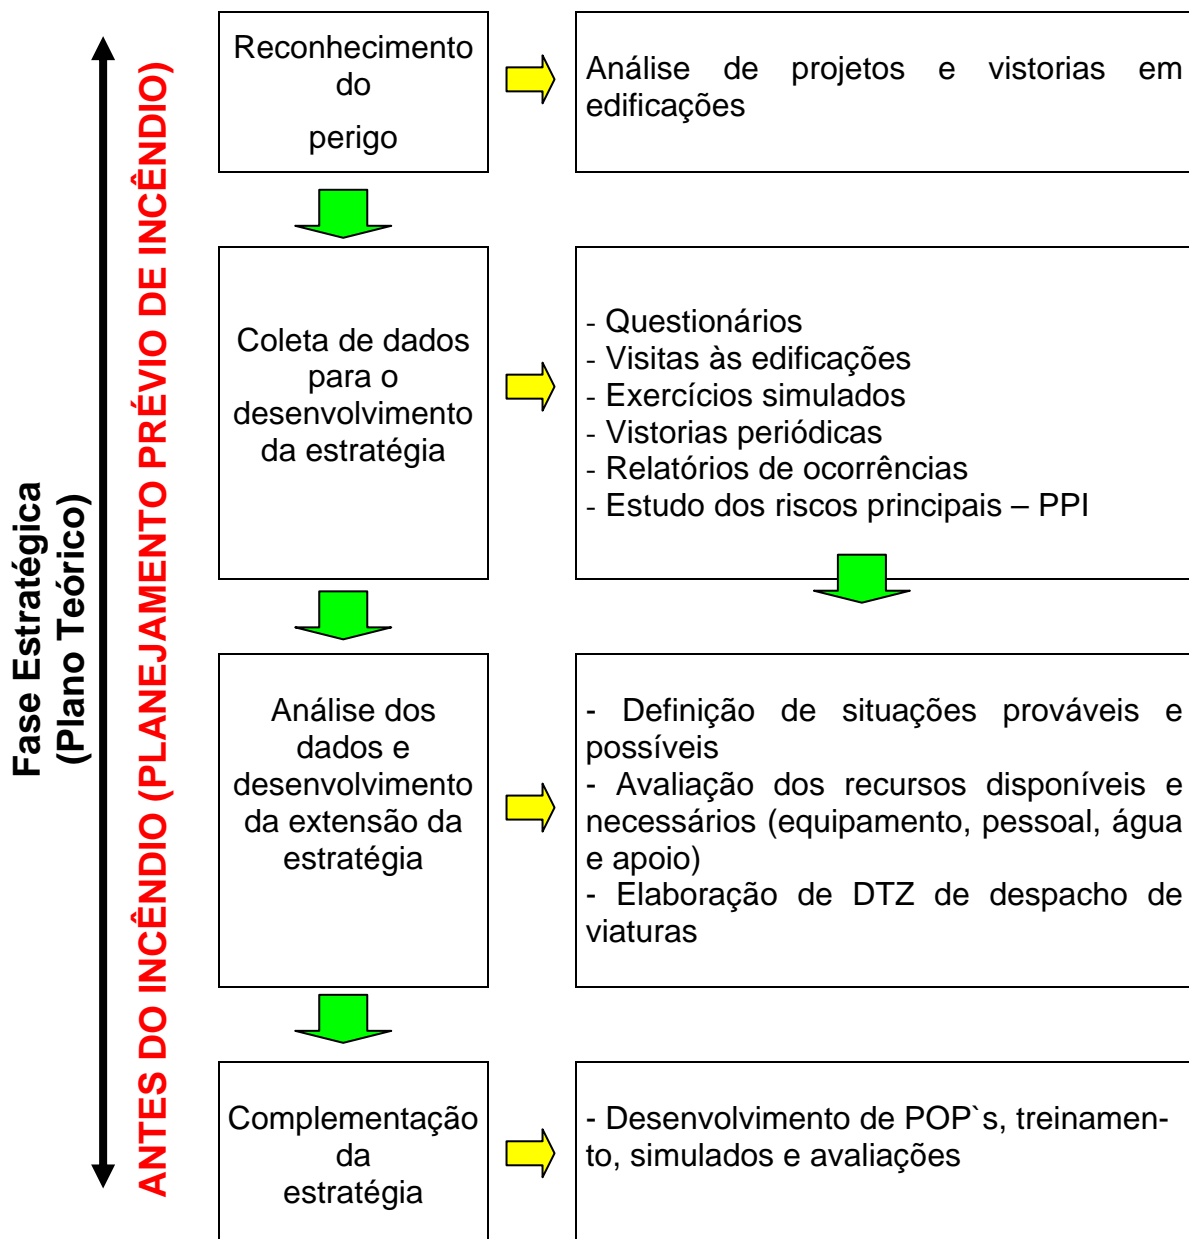 Fase Estratégica
(Plano Teórico)
ANTES DO INCÊNDIO (PLANEJAMENTO PRÉVIO DE INCÊNDIO)
Reconhecimento
do
perigo
Análise de projetos e vistorias em
edificações
Coleta de dados
para o
desenvolvimento
da estratégia
- Questionários
- Visitas às edificações
- Exercícios simulados
- Vistorias periódicas
- Relatórios de ocorrências
- Estudo dos riscos principais – PPI
Análise dos
dados e
desenvolvimento
da extensão da
estratégia
- Definição de situações prováveis e
possíveis
- Avaliação dos recursos disponíveis e
necessários (equipamento, pessoal, água
e apoio)
- Elaboração de DTZ de despacho de
viaturas
Complementação
da
estratégia
- Desenvolvimento de POP`s, treinamen-
to, simulados e avaliações